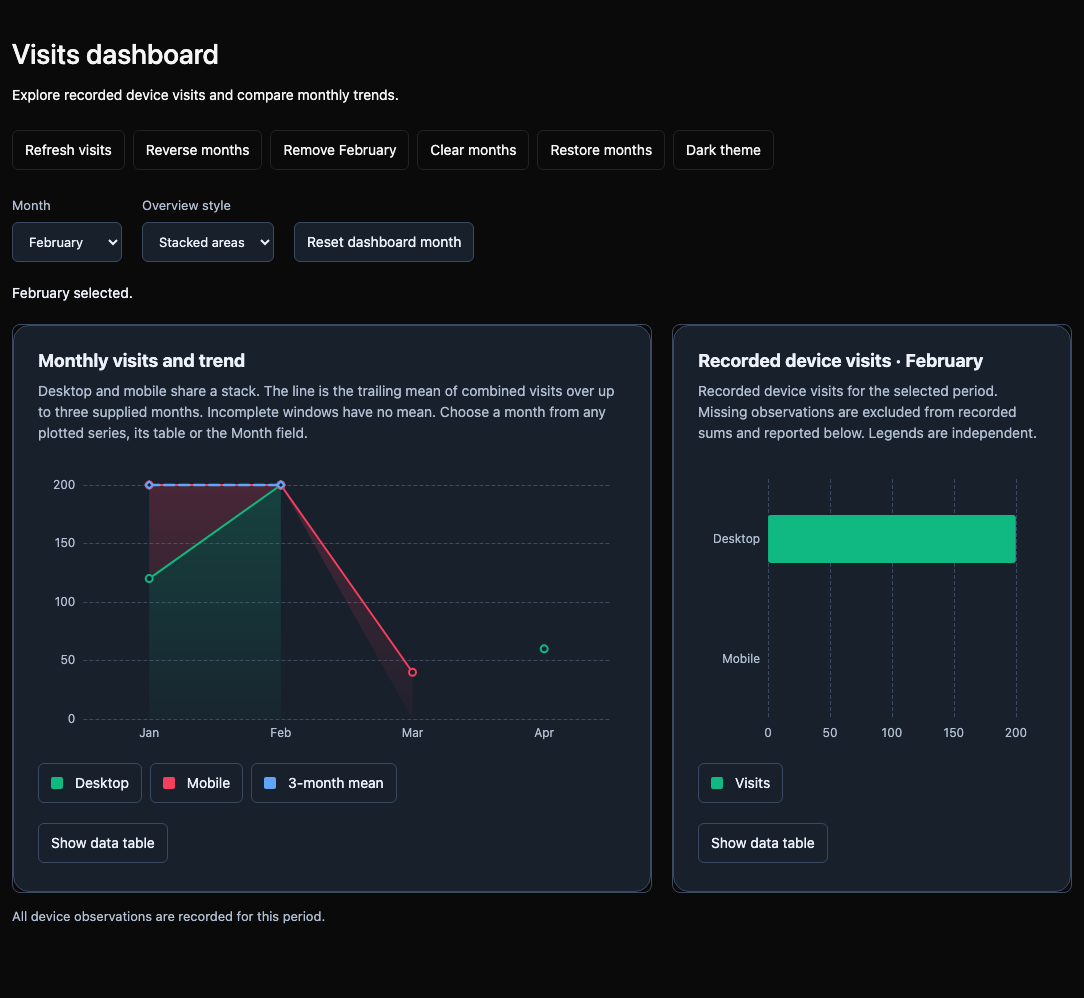 Visits dashboard
Explore recorded device visits and compare monthly trends.
Refresh visits
Reverse months
Remove February
Clear months
Restore months
Dark theme
Month
Overview style
February
Stacked areas
Reset dashboard month
February selected.
Monthly visits and trend
Desktop and mobile share a stack. The line is the trailing mean of combined visits over up
to three supplied months. Incomplete windows have no mean. Choose a month from any
plotted series, its table or the Month field.
200
150
100
50
0
Jan
Feb
Mar
Apr
Desktop
Mobile
3-month mean
Show data table
Recorded device visits · February
Recorded device visits for the selected period.
Missing observations are excluded from recorded
sums and reported below. Legends are independent.
Desktop
Mobile
0
50
100
150
200
Visits
Show data table
All device observations are recorded for this period.